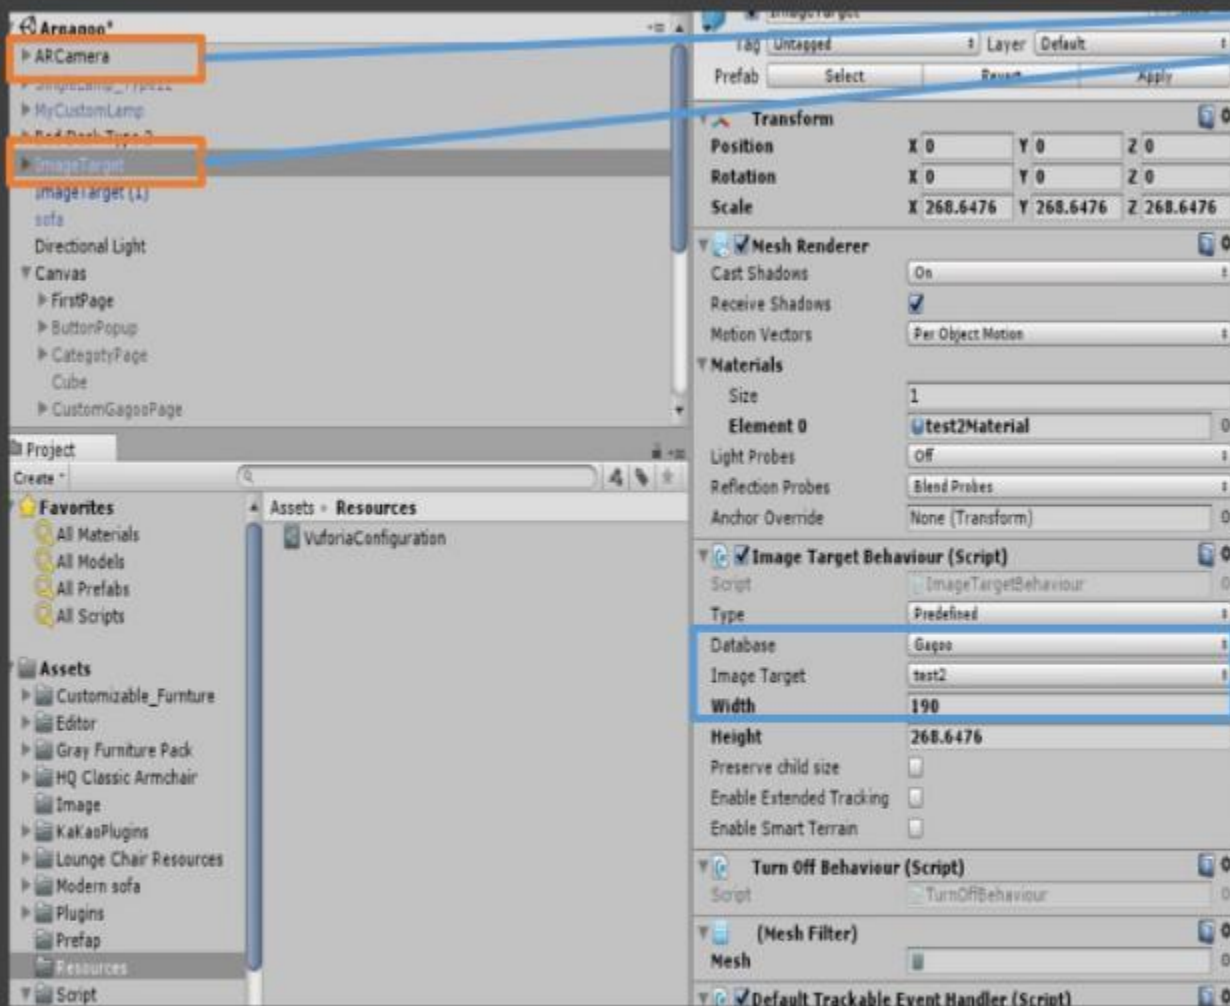 Arnagoo*
ARCamera
MyCustomLamp
ImageTarget
ImageTarget (1)
sofa
Directional Light
Canvas
FirstPage
ButtonPopup
CategotyPage
Cube
CustomGagooPage
Project
Create
Favorites
All Materials
All Models
All Prefabs
All Scripts
Assets
Customizable_Furnture
Editor
Gray Furniture Pack
HQ Classic Armchair
Image
KaKaoPlugins
Lounge Chair Resources
Modern sofa
Plugins
Prefap
Resources
Script
Assets Resources
VuforiaConfiguration
ImageTarget
Tag Untagged Layer Default
Prefab Select Revert Apply
Transform
Position X 0 Y 0 Z 0
Rotation X 0 Y 0 Z 0
Scale X 268.6476 Y 268.6476 Z 268.6476
Mesh Renderer
Cast Shadows On
Receive Shadows
Motion Vectors Per Object Motion
Materials
Size 1
Element 0 test2Material
Light Probes Off
Reflection Probes Blend Probes
Anchor Override None (Transform)
Image Target Behaviour (Script)
Script ImageTargetBehaviour
Type Predefined
Database Gagoo
Image Target test2
Width 190
Height 268.6476
Preserve child size
Enable Extended Tracking
Enable Smart Terrain
Turn Off Behaviour (Script)
Script TurnOffBehaviour
(Mesh Filter)
Mesh
Default Trackable Event Handler (Script)